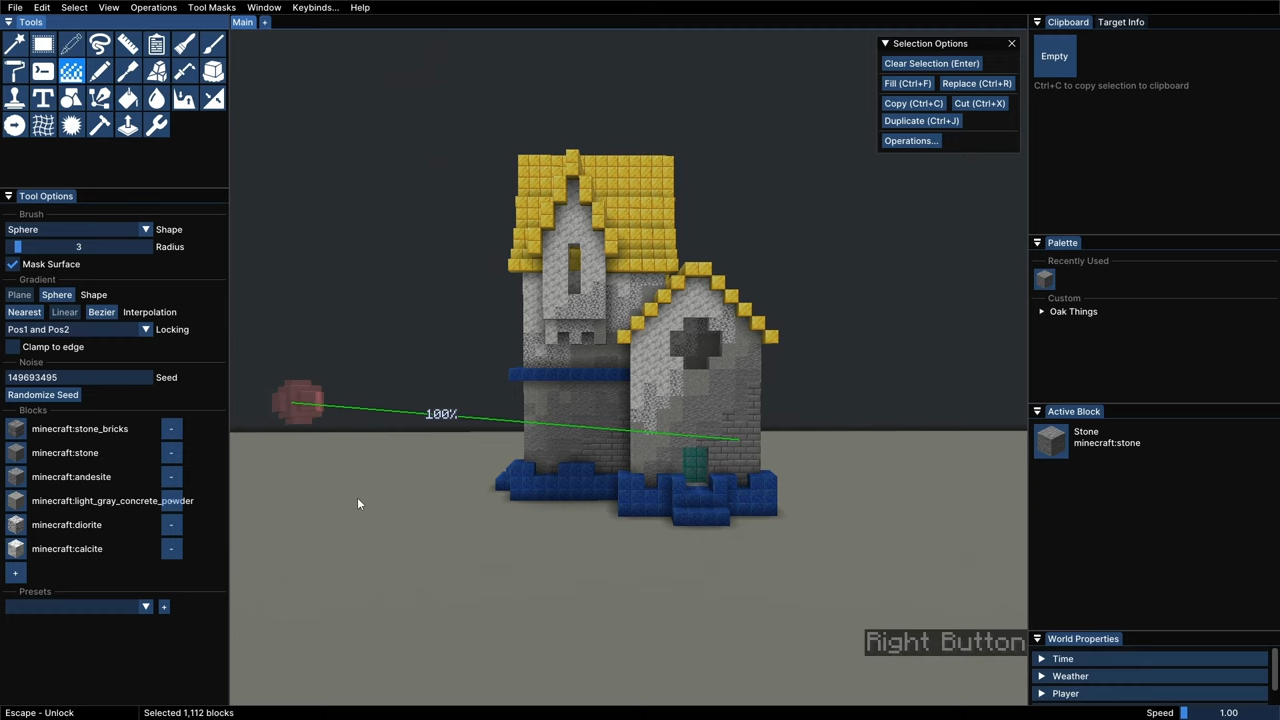 File Edit Select View Operations Tool Masks Window Keybinds... Help
Tools
Main +
Selection Options
Clear Selection (Enter)
Fill (Ctrl+F) Replace (Ctrl+R)
Copy (Ctrl+C) Cut (Ctrl+X)
Duplicate (Ctrl+J)
Operations...
Clipboard Target Info
Empty
Ctrl+C to copy selection to clipboard
Tool Options
Brush
Sphere Shape
3 Radius
Mask Surface
Gradient
Plane Sphere Shape
Nearest Linear Bezier Interpolation
Pos1 and Pos2 Locking
Clamp to edge
Noise
149693495 Seed
Randomize Seed
Blocks
minecraft:stone_bricks -
minecraft:stone -
minecraft:andesite -
minecraft:light_gray_concrete_powder
minecraft:diorite -
minecraft:calcite -
+
Presets
+
100%
Right Button
Palette
Recently Used
Custom
Oak Things
Active Block
Stone
minecraft:stone
World Properties
Time
Weather
Player
Escape - Unlock Selected 1,112 blocks Speed 1.00